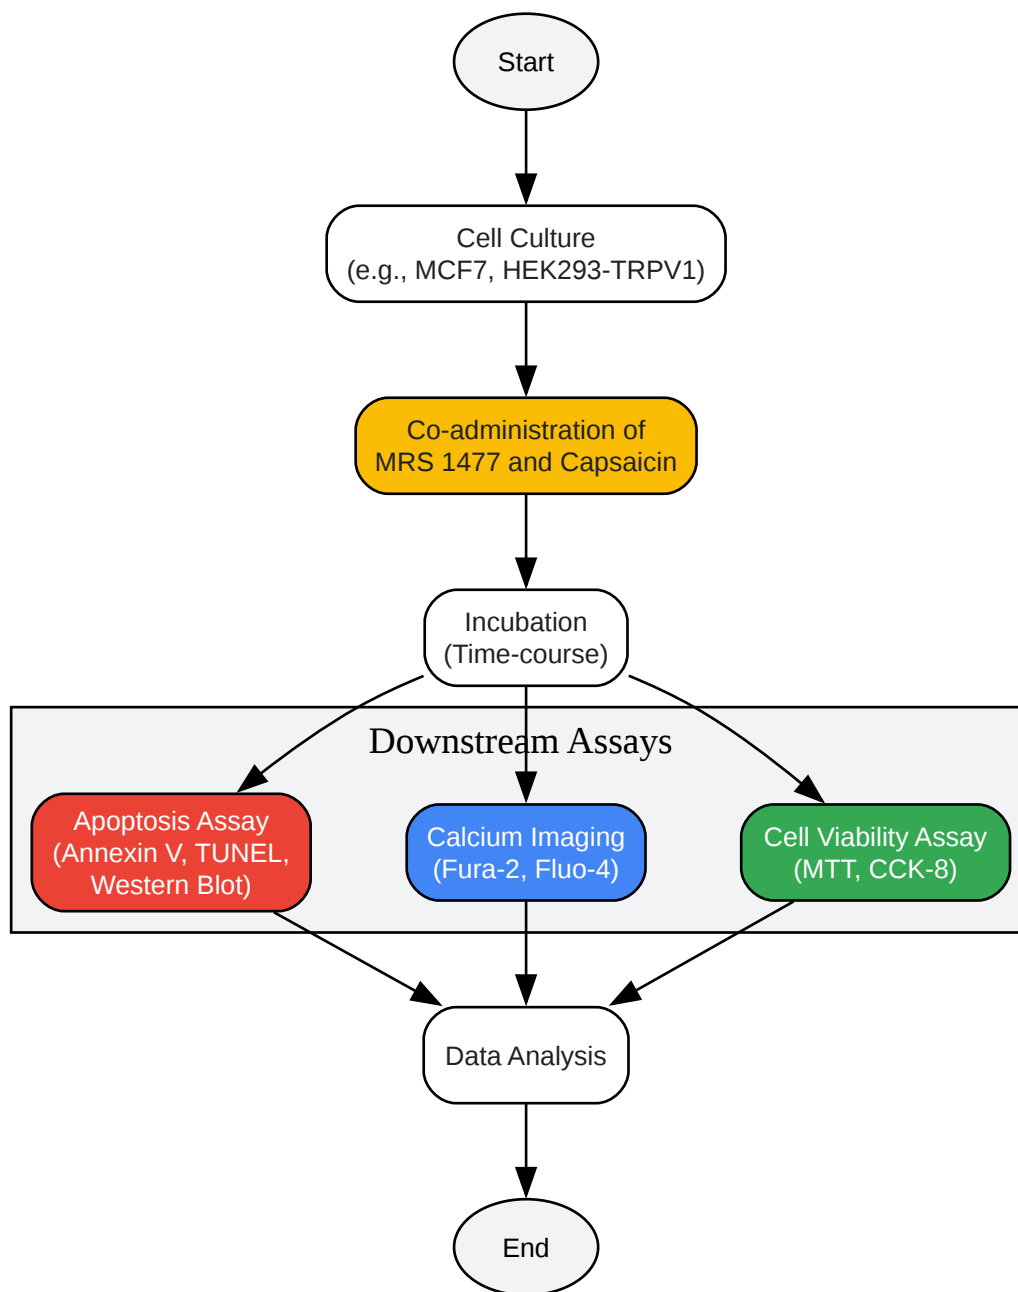 Start
Cell Culture
(e.g., MCF7, HEK293-TRPV1)
Co-administration of
MRS 1477 and Capsaicin
Incubation
(Time-course)
Downstream Assays
Apoptosis Assay
(Annexin V, TUNEL,
Western Blot)
Calcium Imaging
(Fura-2, Fluo-4)
Cell Viability Assay
(MTT, CCK-8)
Data Analysis
End